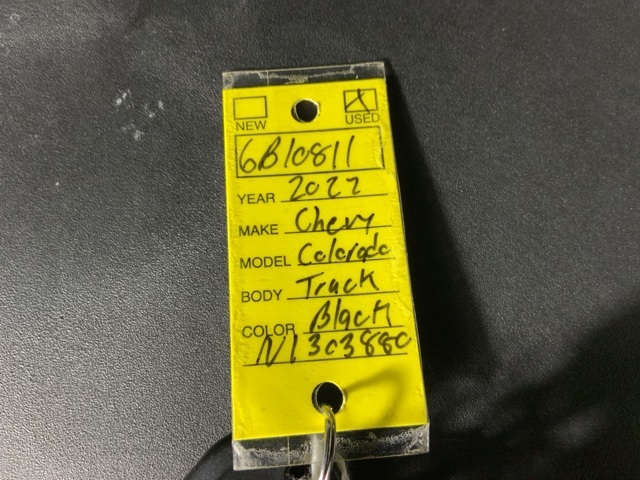 NEW X USED
6B10811
YEAR 2022
MAKE Chevy
MODEL Colorado
BODY Truck
COLOR Black
N1303880